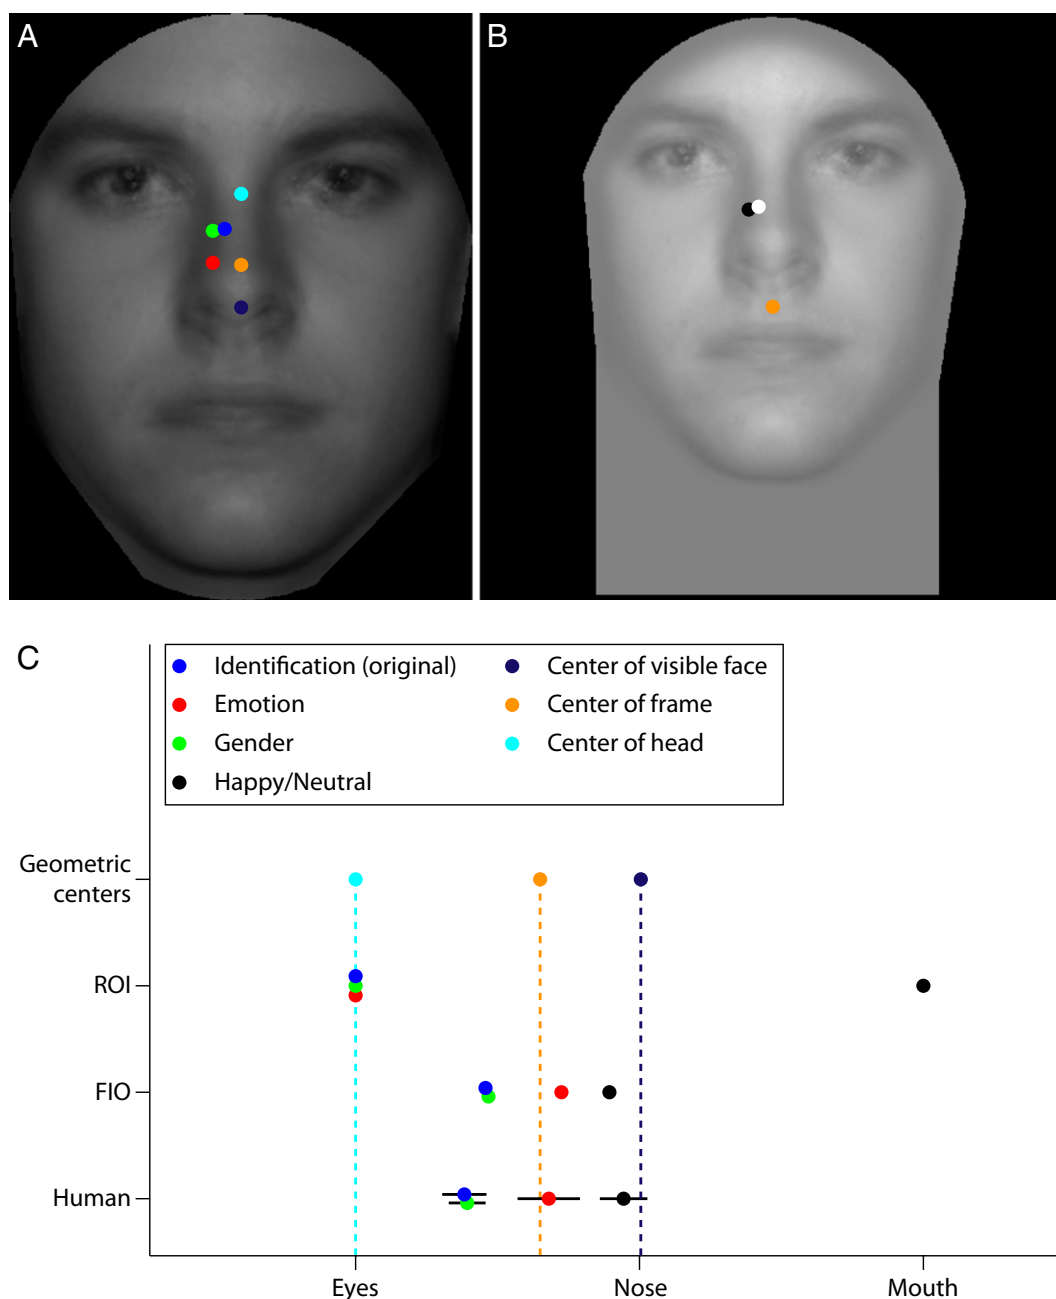 A
B
C
Identification (original)
Emotion
Gender
Happy/Neutral
Center of visible face
Center of frame
Center of head
Geometric
centers
ROI
FIO
Human
Eyes
Nose
Mouth